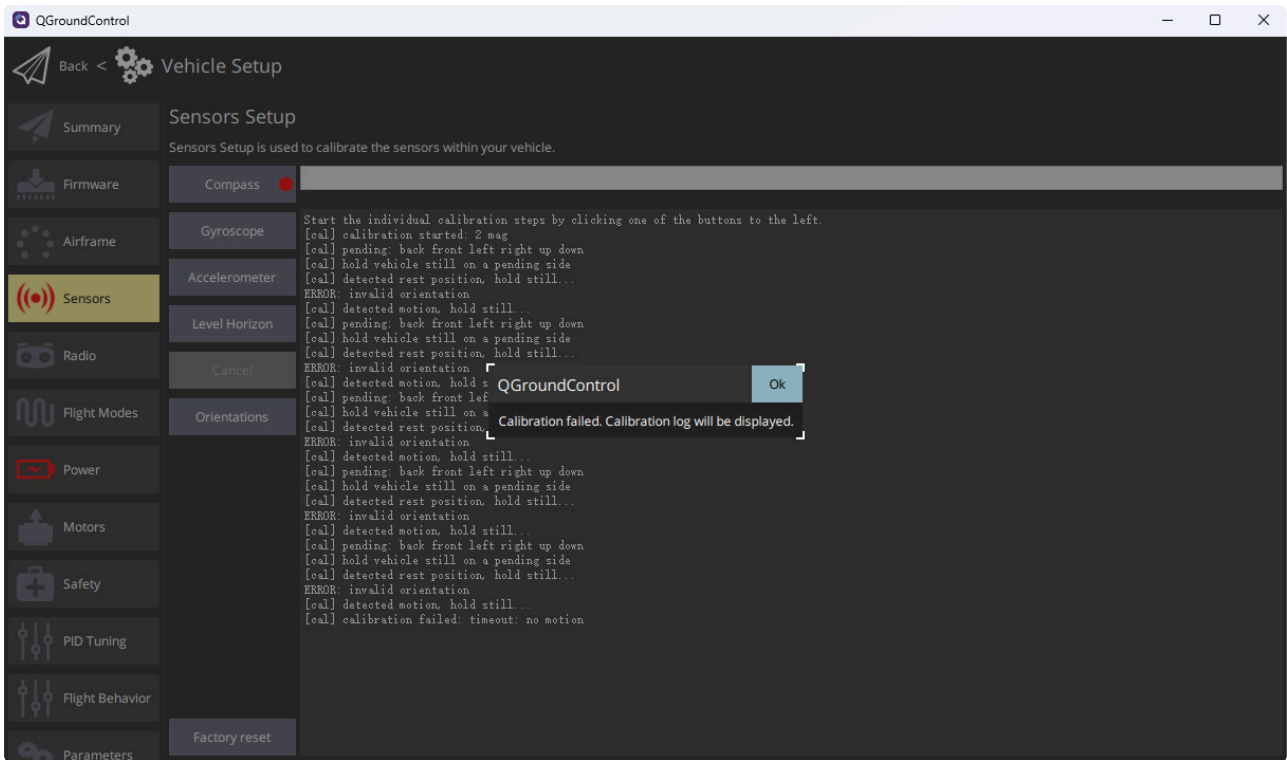 QGroundControl
Back < Vehicle Setup
Summary
Firmware
Airframe
Sensors
Radio
Flight Modes
Power
Motors
Safety
PID Tuning
Flight Behavior
Parameters
Sensors Setup
Sensors Setup is used to calibrate the sensors within your vehicle.
Compass
Gyroscope
Accelerometer
Level Horizon
Cancel
Orientations
Factory reset
Start the individual calibration steps by clicking one of the buttons to the left.
[cal] calibration started: 2 mag
[cal] pending: back front left right up down
[cal] hold vehicle still on a pending side
[cal] detected rest position, hold still...
ERROR: invalid orientation
[cal] detected motion, hold still...
[cal] pending: back front left right up down
[cal] hold vehicle still on a pending side
[cal] detected rest position, hold still...
ERROR: invalid orientation
[cal] detected motion, hold s
[cal] pending: back front lef
[cal] hold vehicle still on a
[cal] detected rest position,
ERROR: invalid orientation
[cal] detected motion, hold still...
[cal] pending: back front left right up down
[cal] hold vehicle still on a pending side
[cal] detected rest position, hold still...
ERROR: invalid orientation
[cal] detected motion, hold still...
[cal] pending: back front left right up down
[cal] hold vehicle still on a pending side
[cal] detected rest position, hold still...
ERROR: invalid orientation
[cal] detected motion, hold still...
[cal] calibration failed: timeout: no motion
QGroundControl
Ok
Calibration failed. Calibration log will be displayed.